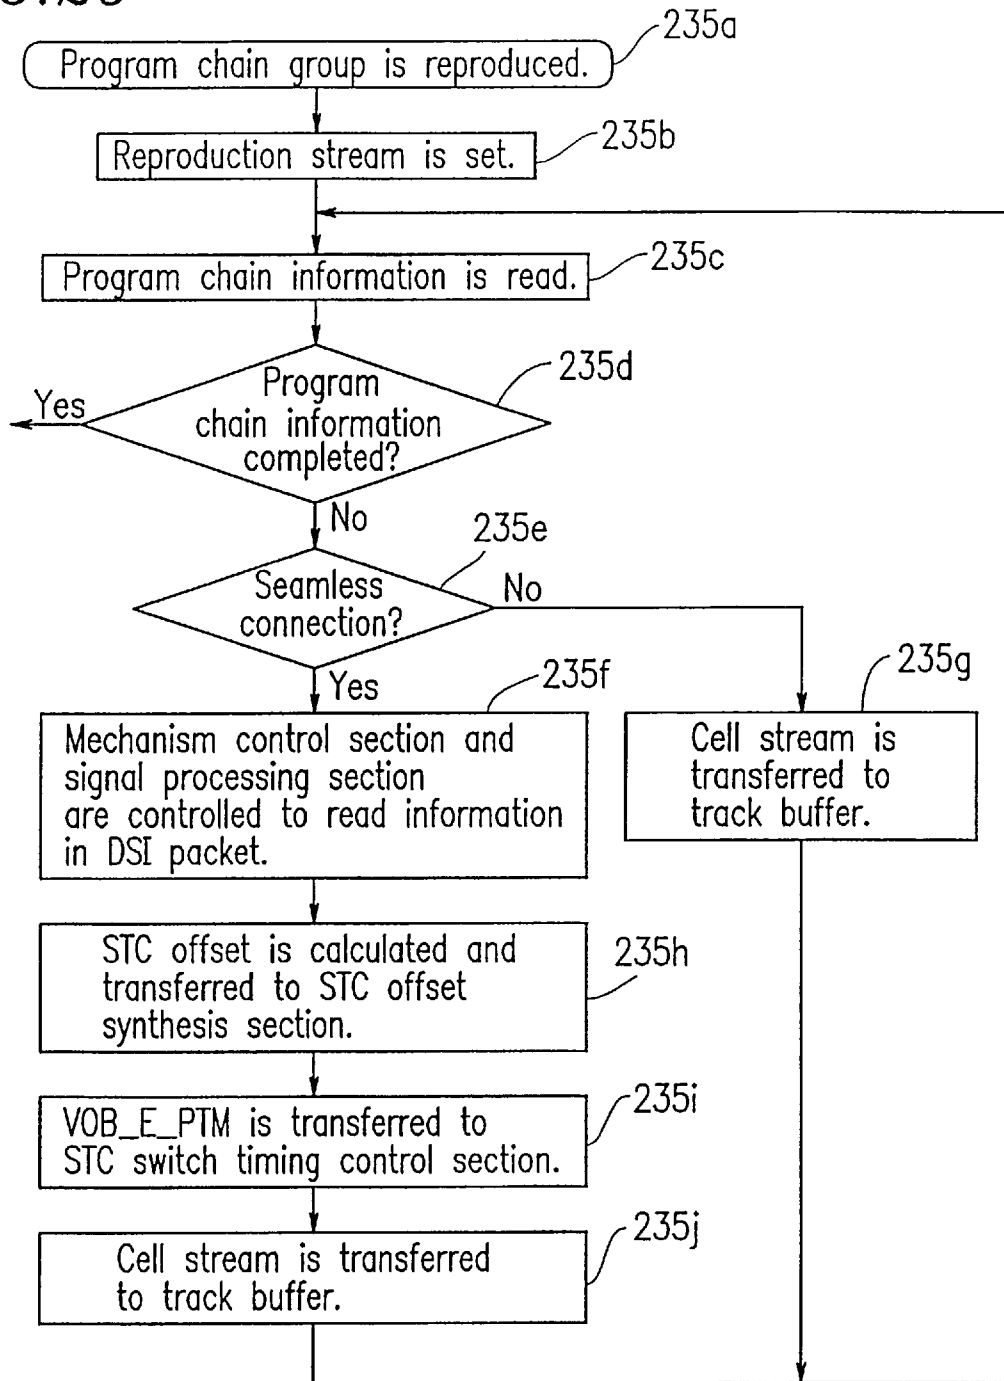 235a
Program chain group is reproduced.
235b
Reproduction stream is set.
235c
Program chain information is read.
235d
Program
chain information
completed?
Yes
No
235e
Seamless
connection?
No
Yes
235f
Mechanism control section and
signal processing section
are controlled to read information
in DSI packet.
235g
Cell stream is
transferred to
track buffer.
235h
STC offset is calculated and
transferred to STC offset
synthesis section.
235i
VOB_E_PTM is transferred to
STC switch timing control section.
235j
Cell stream is transferred
to track buffer.